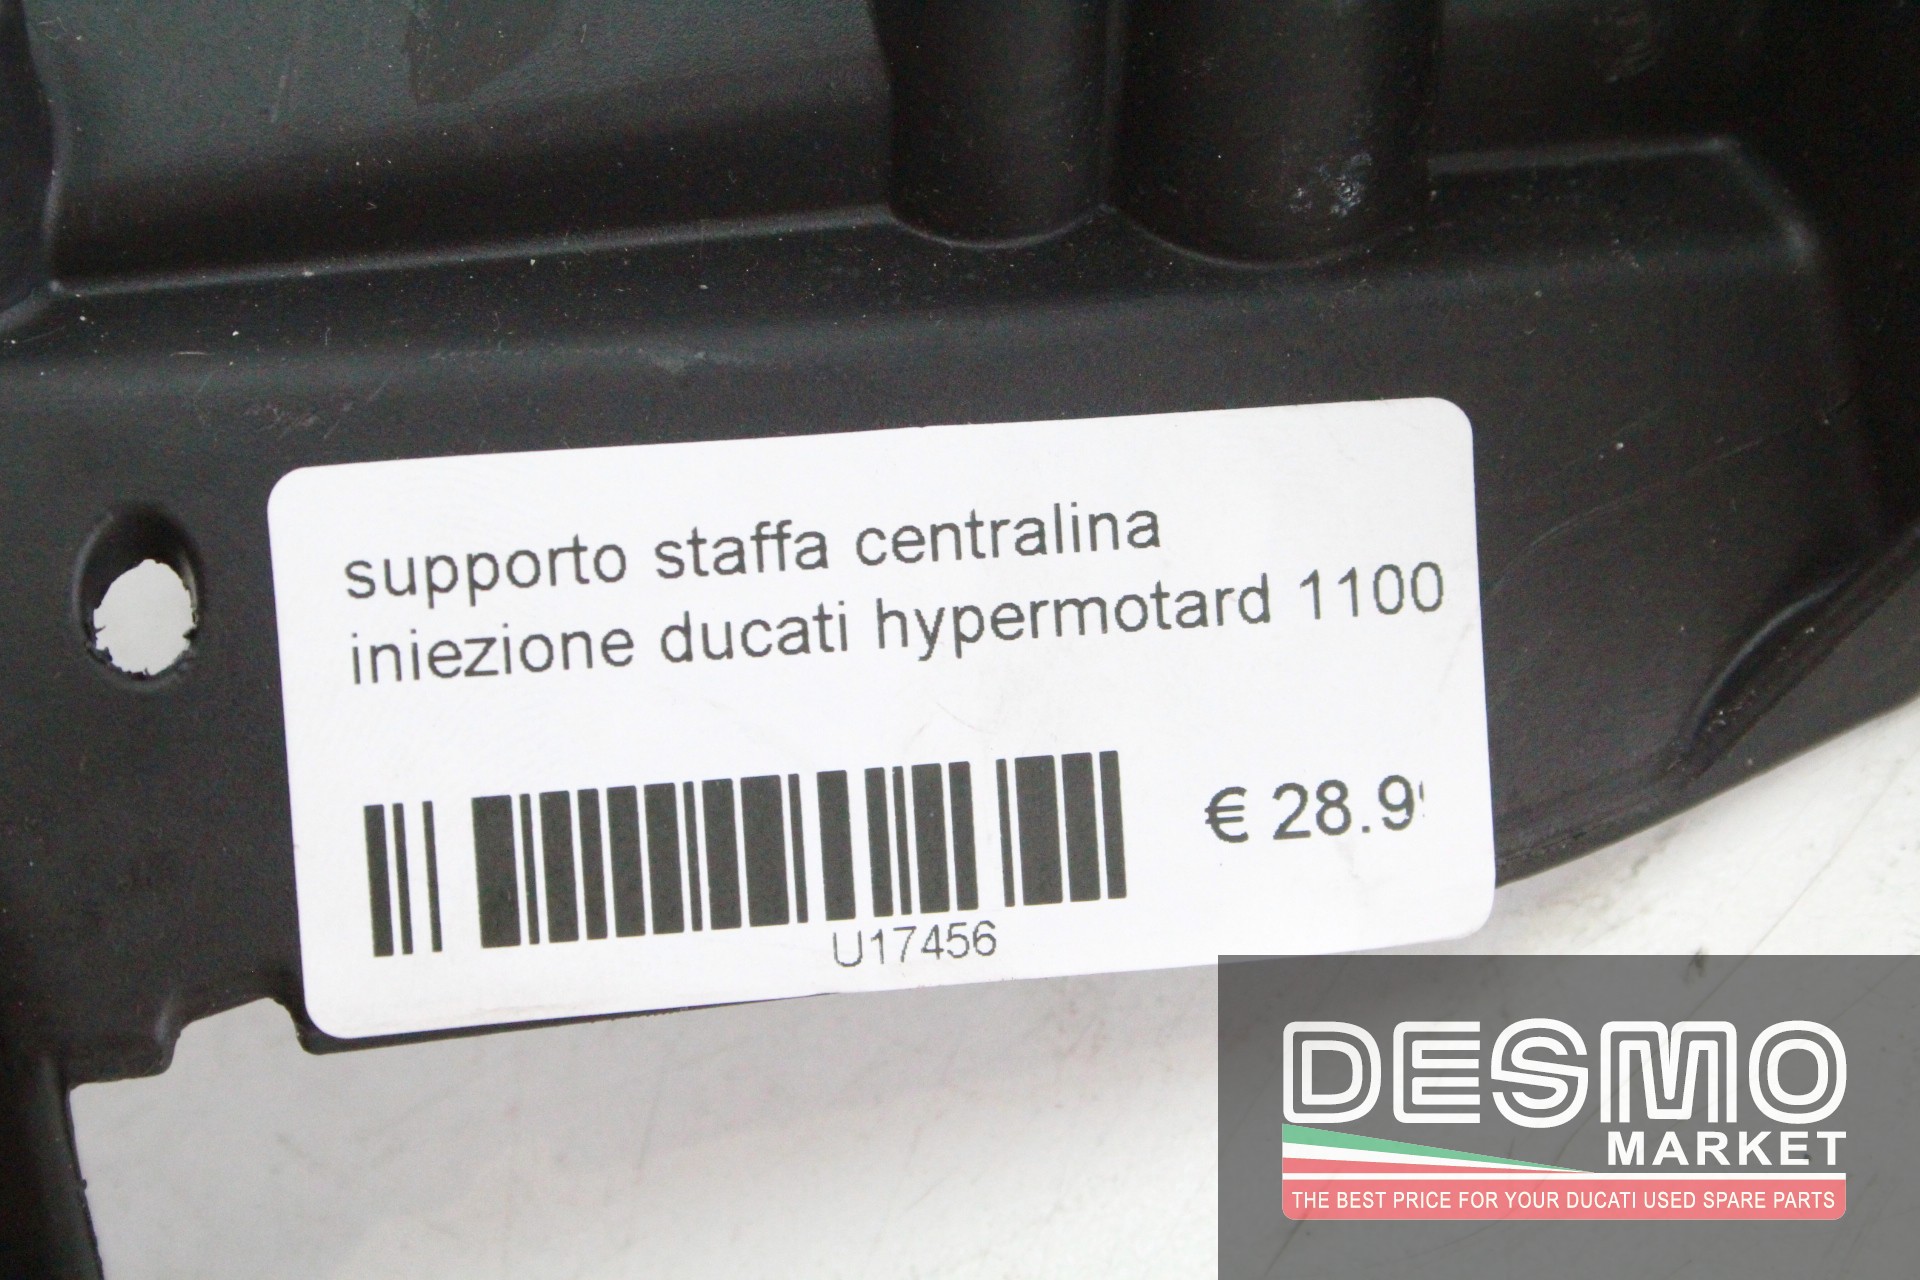 supporto staffa centralina
iniezione ducati hypermotard 1100
€ 28.9
U17456
DESMO
MARKET
THE BEST PRICE FOR YOUR DUCATI USED SPARE PARTS